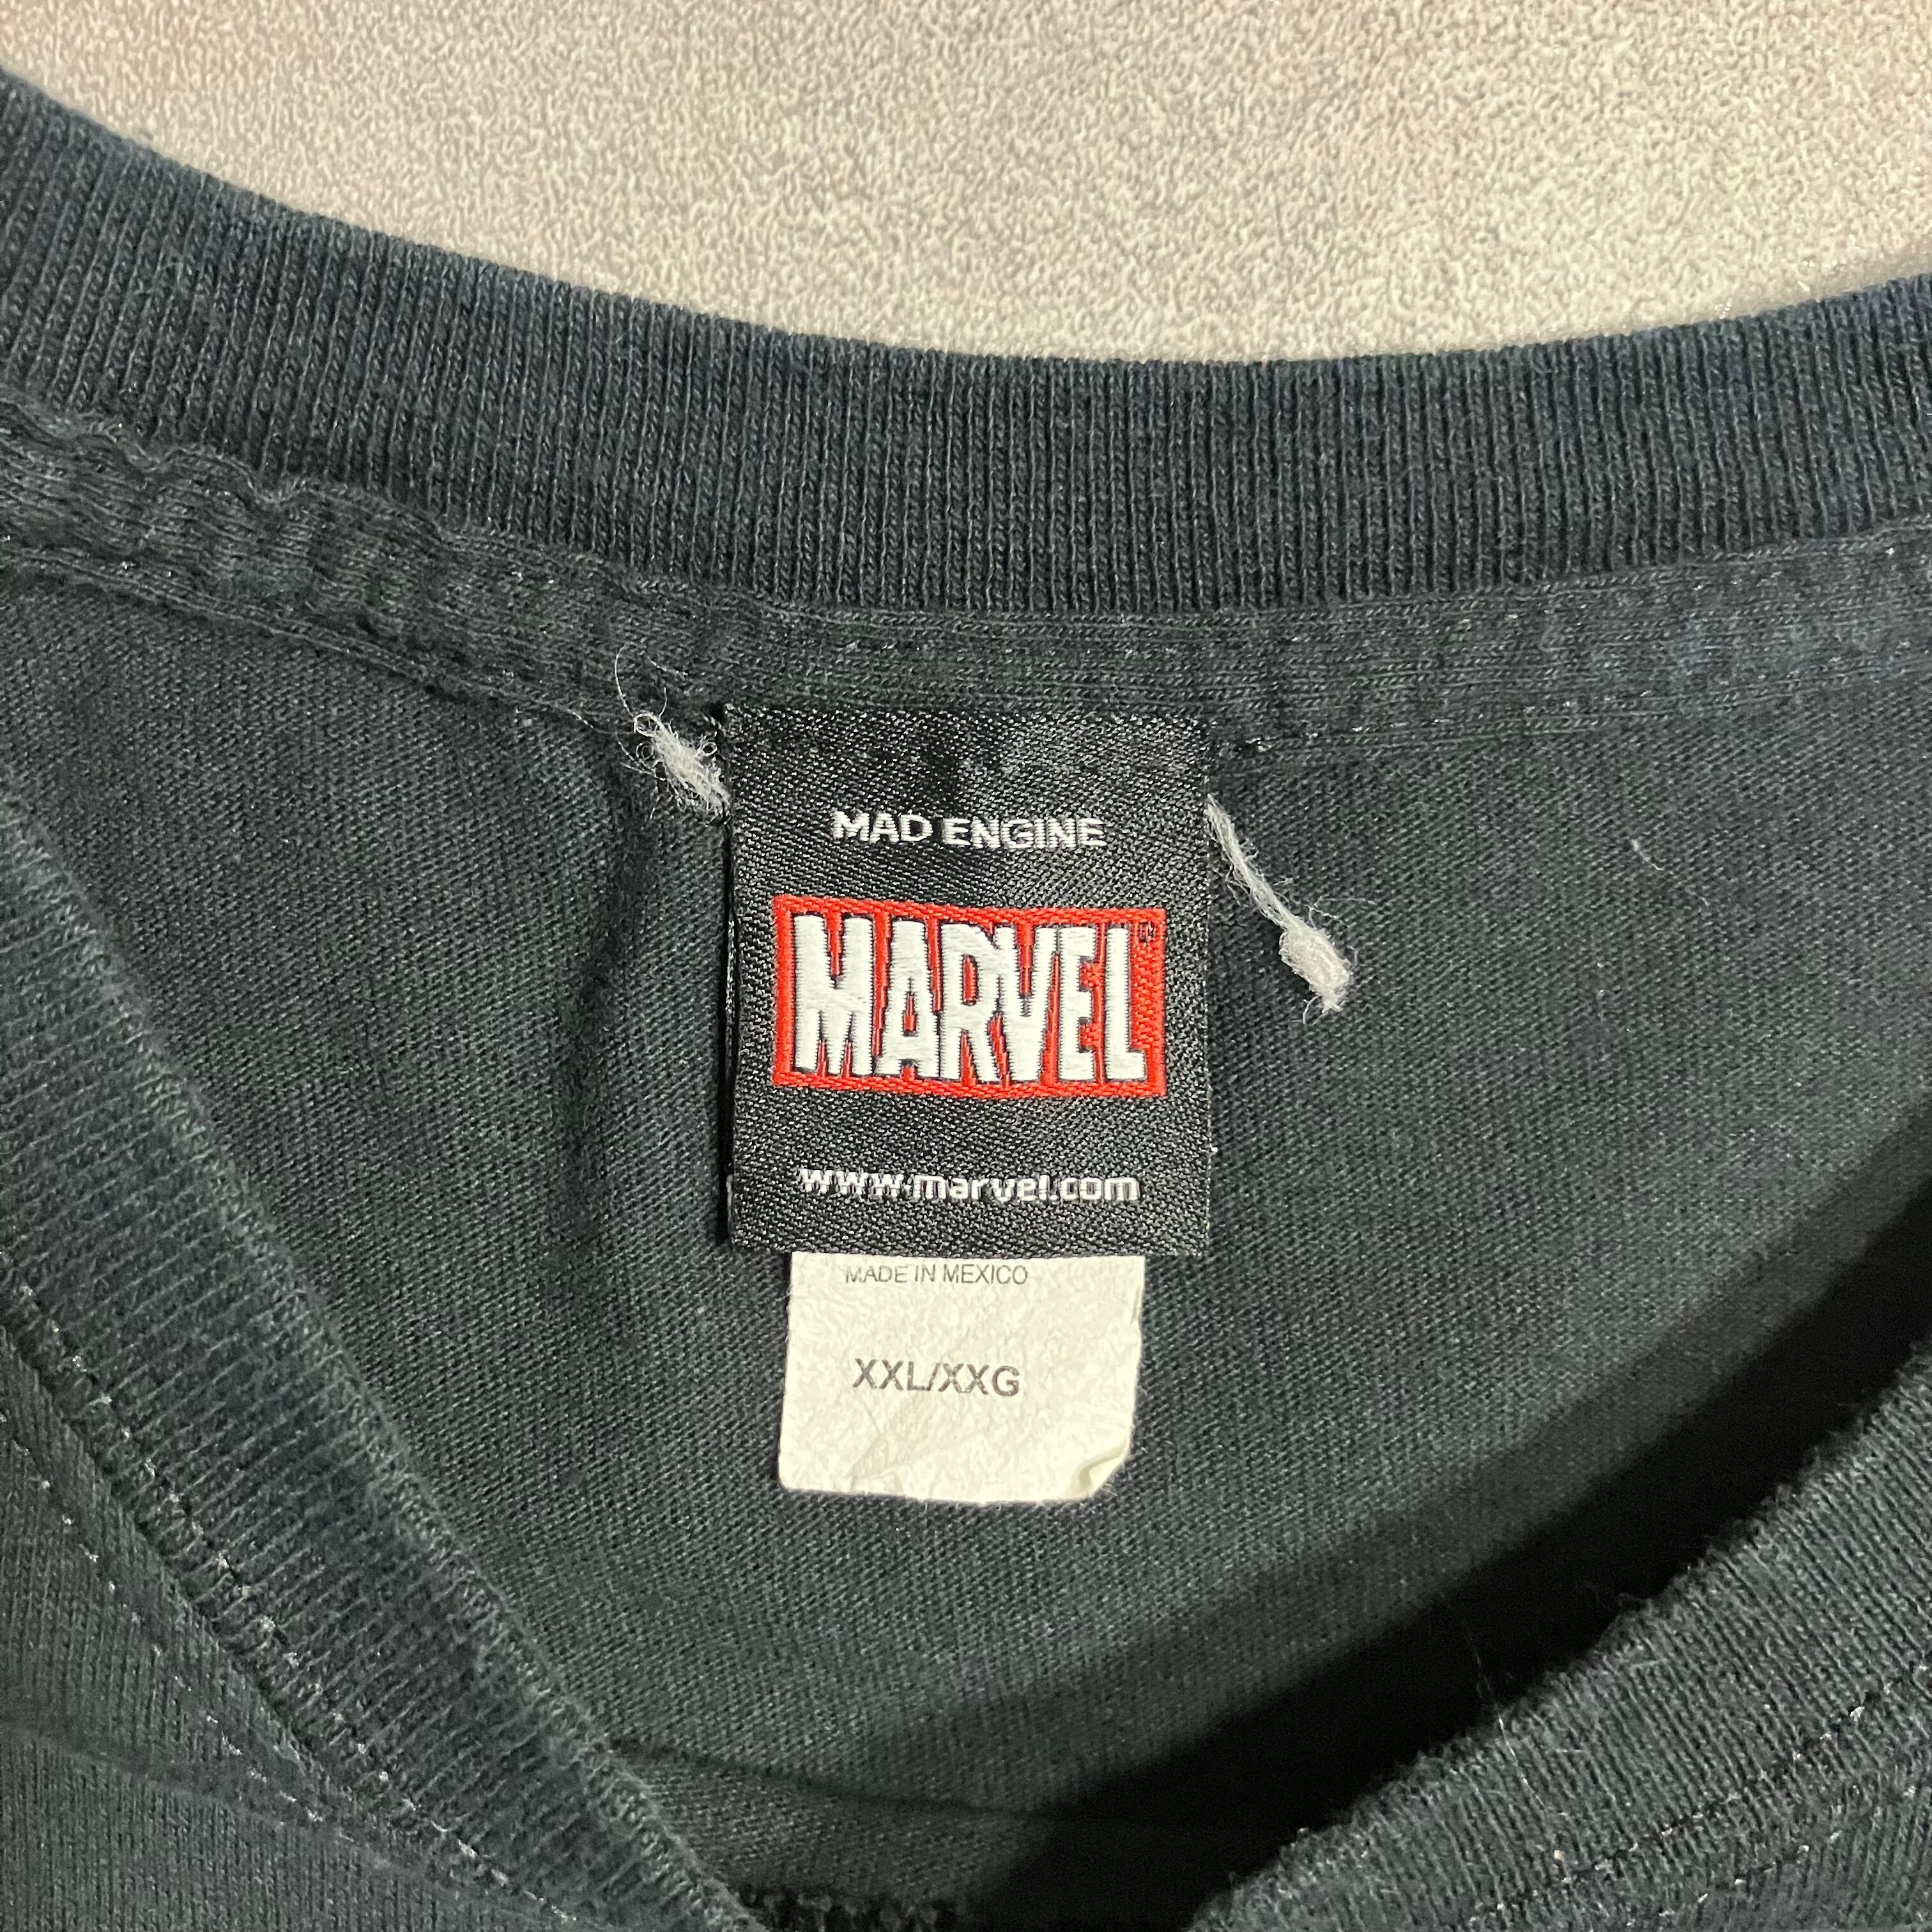 MAD ENGINE
MARVEL
www.marvel.com
MADE IN MEXICO
XXL/XXG